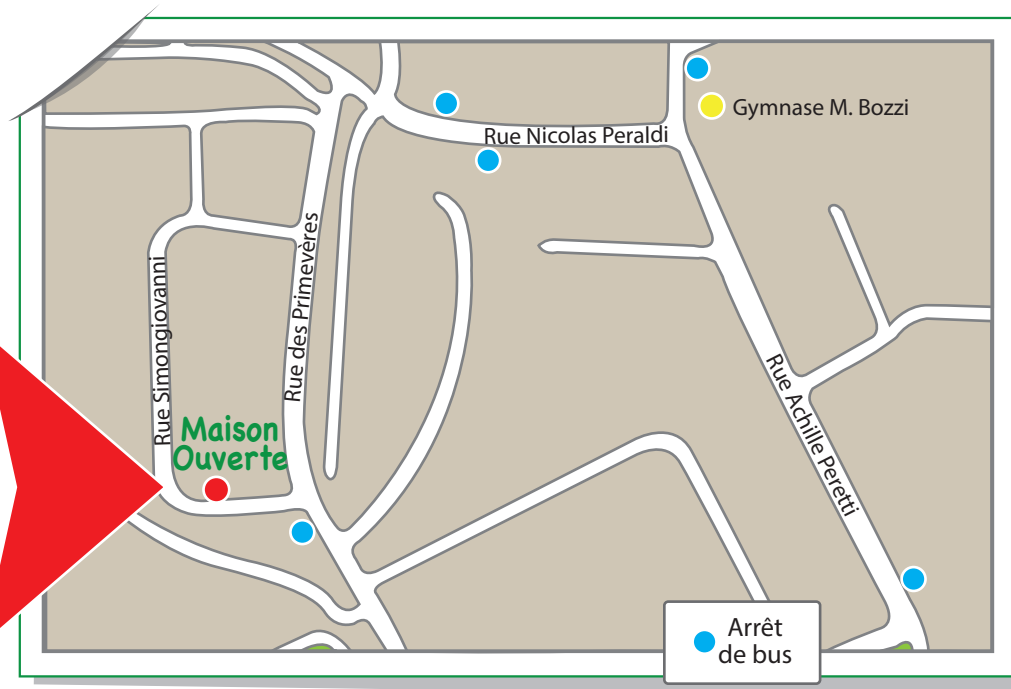 Gymnase M. Bozzi
Rue Nicolas Peraldi
Rue des Primevères
Rue Simongiovanni
Maison
Ouverte
Rue Achille Peretti
Arrêt
de bus